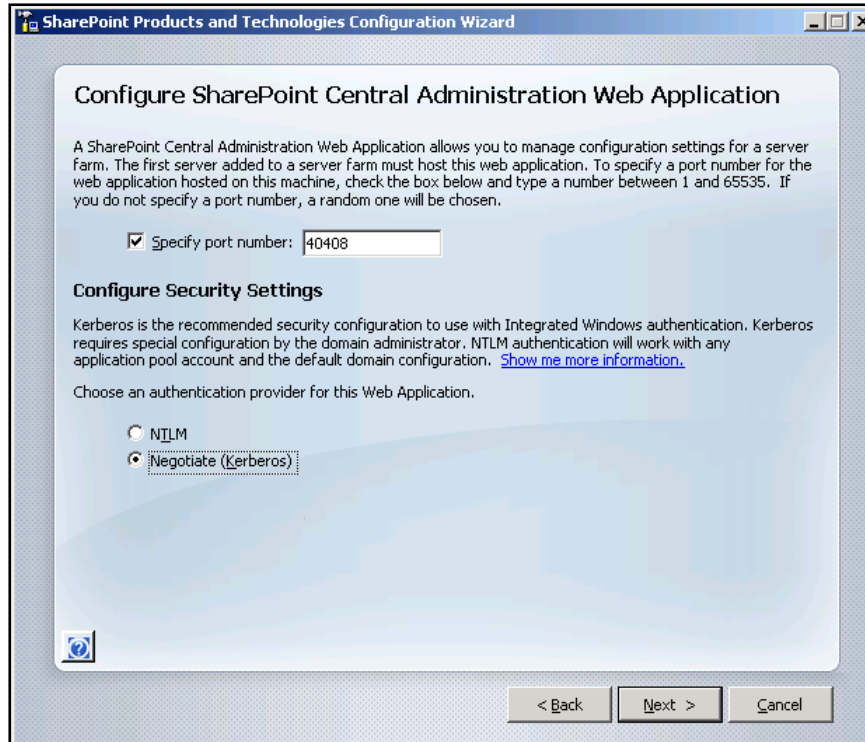 SharePoint Products and Technologies Configuration Wizard
Configure SharePoint Central Administration Web Application
A SharePoint Central Administration Web Application allows you to manage configuration settings for a server
farm. The first server added to a server farm must host this web application. To specify a port number for the
web application hosted on this machine, check the box below and type a number between 1 and 65535. If
you do not specify a port number, a random one will be chosen.
Specify port number: 40408
Configure Security Settings
Kerberos is the recommended security configuration to use with Integrated Windows authentication. Kerberos
requires special configuration by the domain administrator. NTLM authentication will work with any
application pool account and the default domain configuration. Show me more information.
Choose an authentication provider for this Web Application.
NTLM
Negotiate (Kerberos)
< Back Next > Cancel